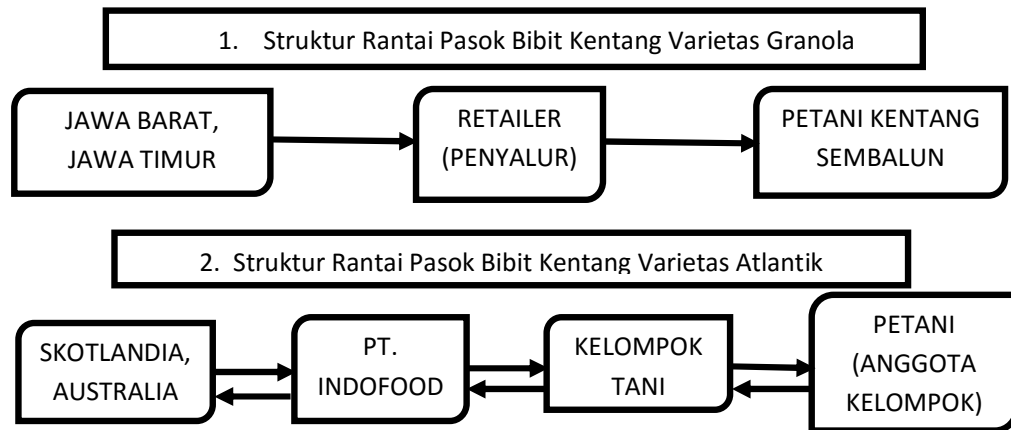 1. Struktur Rantai Pasok Bibit Kentang Varietas Granola
JAWA BARAT,
JAWA TIMUR
RETAILER
(PENYALUR)
PETANI KENTANG
SEMBALUN
2. Struktur Rantai Pasok Bibit Kentang Varietas Atlantik
SKOTLANDIA,
AUSTRALIA
PT.
INDOFOOD
KELOMPOK
TANI
PETANI
(ANGGOTA
KELOMPOK)